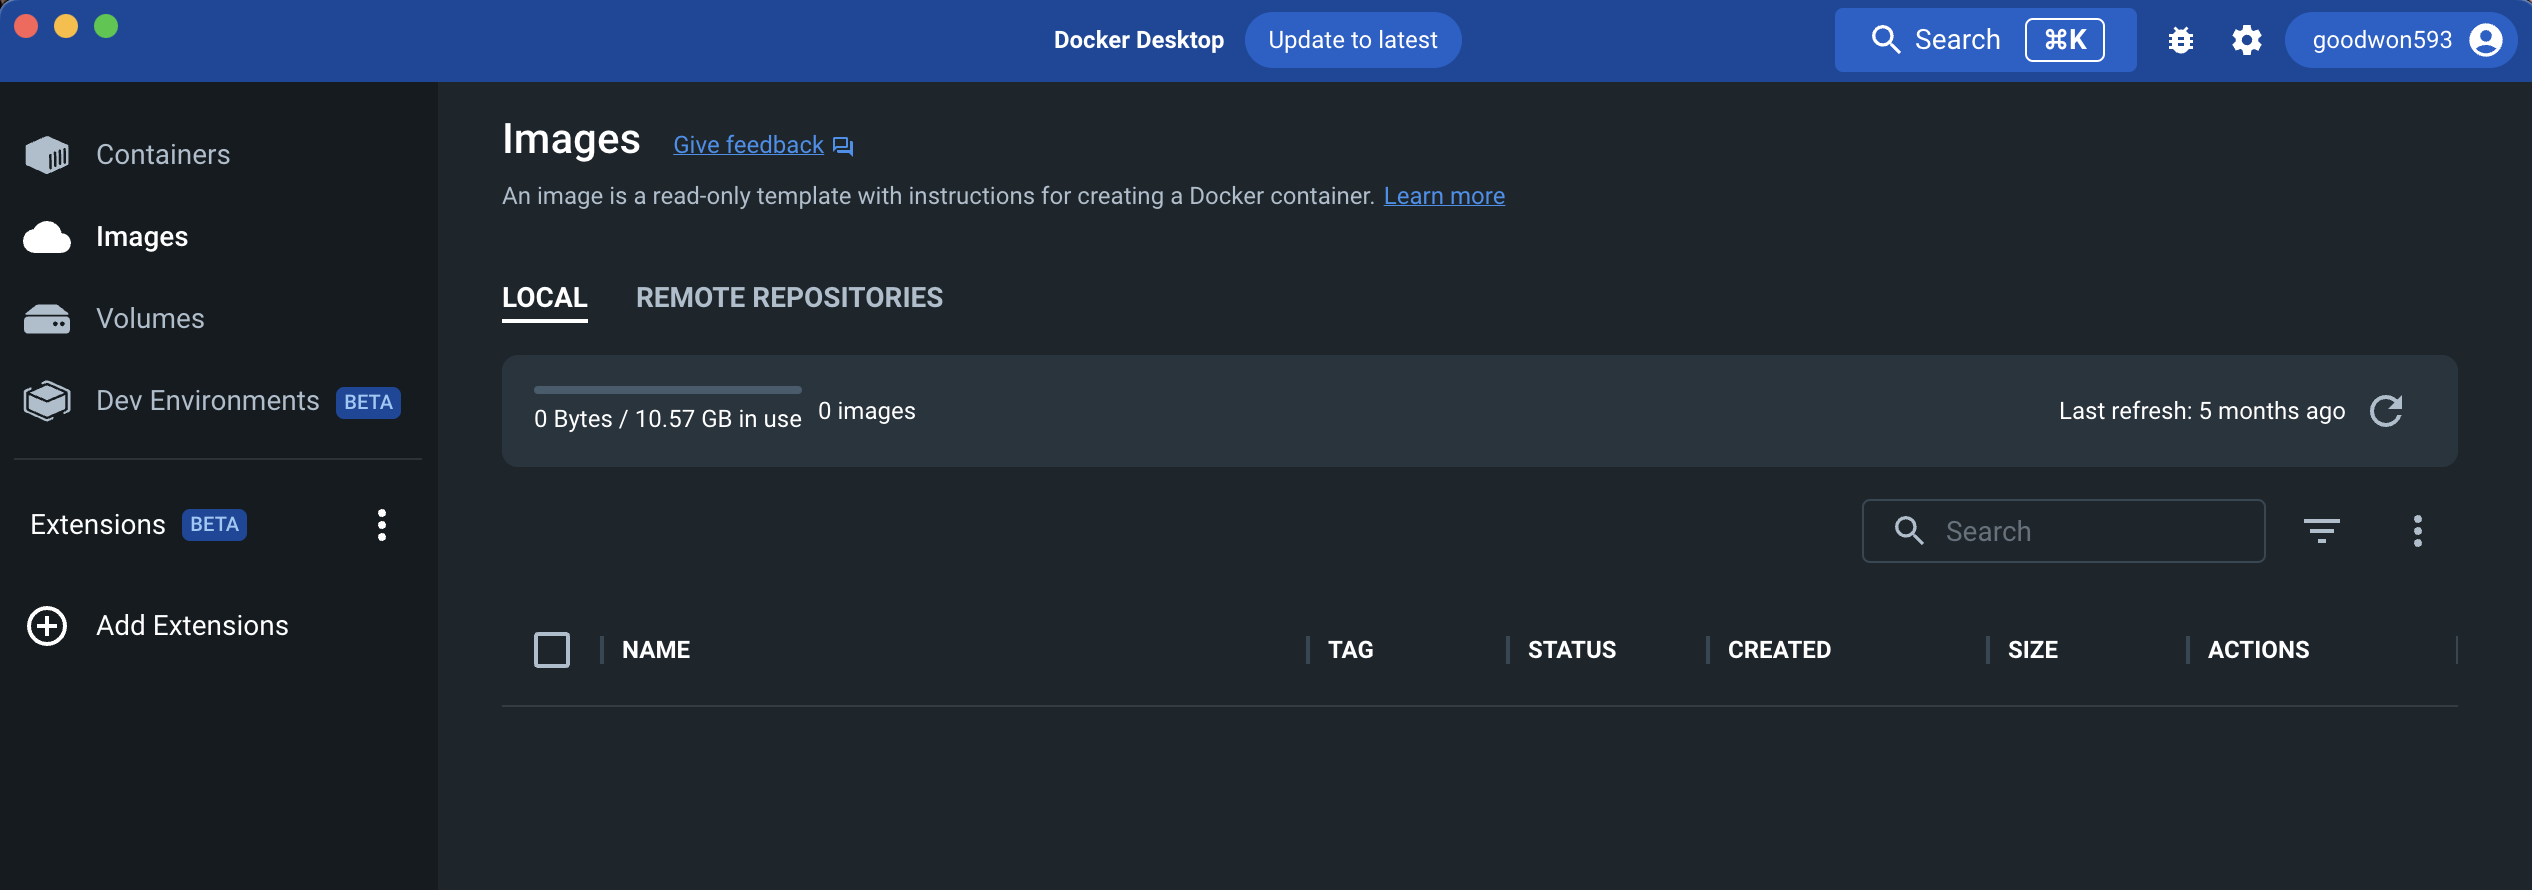 Docker Desktop
Update to latest
Search
⌘K
goodwon593
Containers
Images
Volumes
Dev Environments
BETA
Extensions
BETA
Add Extensions
Images
Give feedback
An image is a read-only template with instructions for creating a Docker container. Learn more
LOCAL
REMOTE REPOSITORIES
0 Bytes / 10.57 GB in use
0 images
Last refresh: 5 months ago
Search
NAME
TAG
STATUS
CREATED
SIZE
ACTIONS